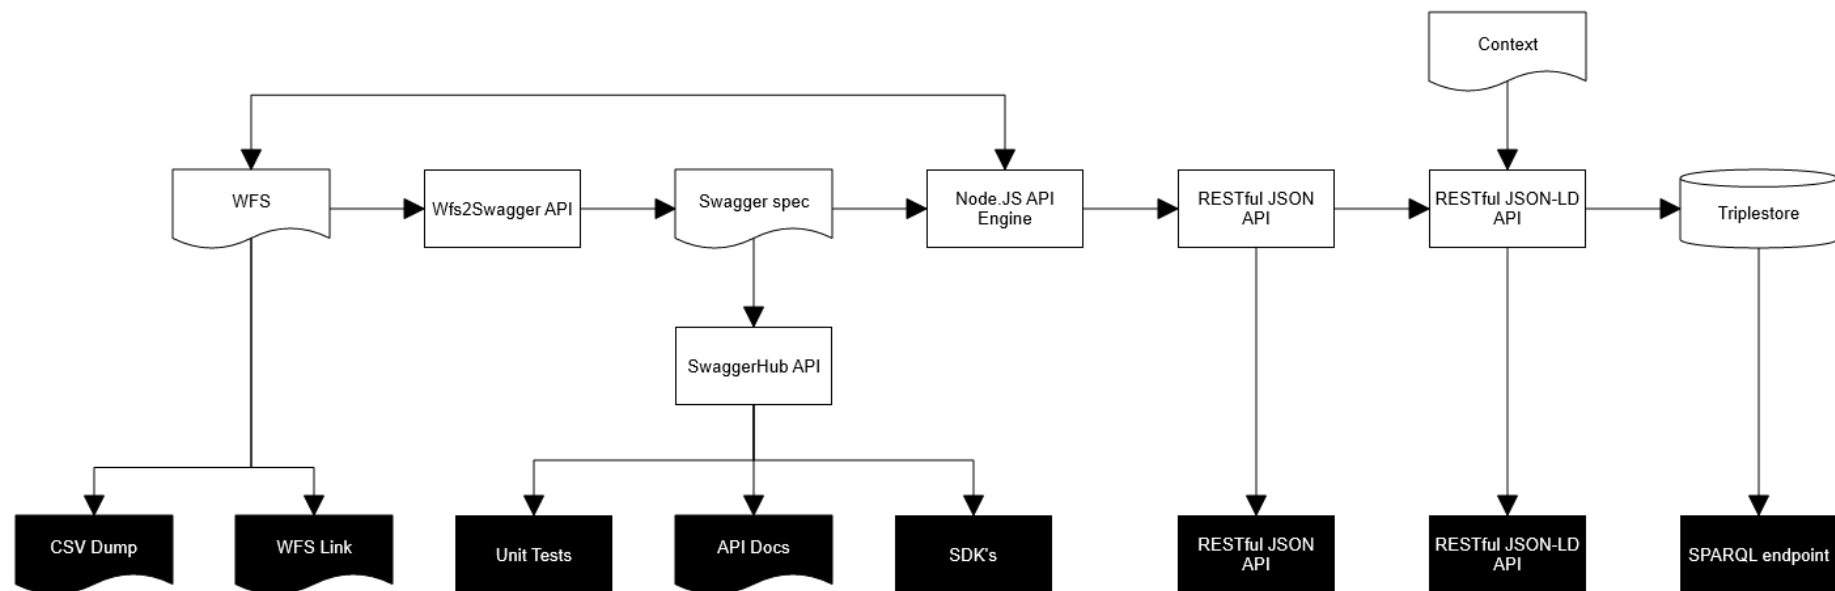 Context
WFS
Wfs2Swagger API
Swagger spec
Node.JS API
Engine
RESTful JSON
API
RESTful JSON-LD
API
Triplestore
SwaggerHub API
CSV Dump
WFS Link
Unit Tests
API Docs
SDK's
RESTful JSON
API
RESTful JSON-LD
API
SPARQL endpoint